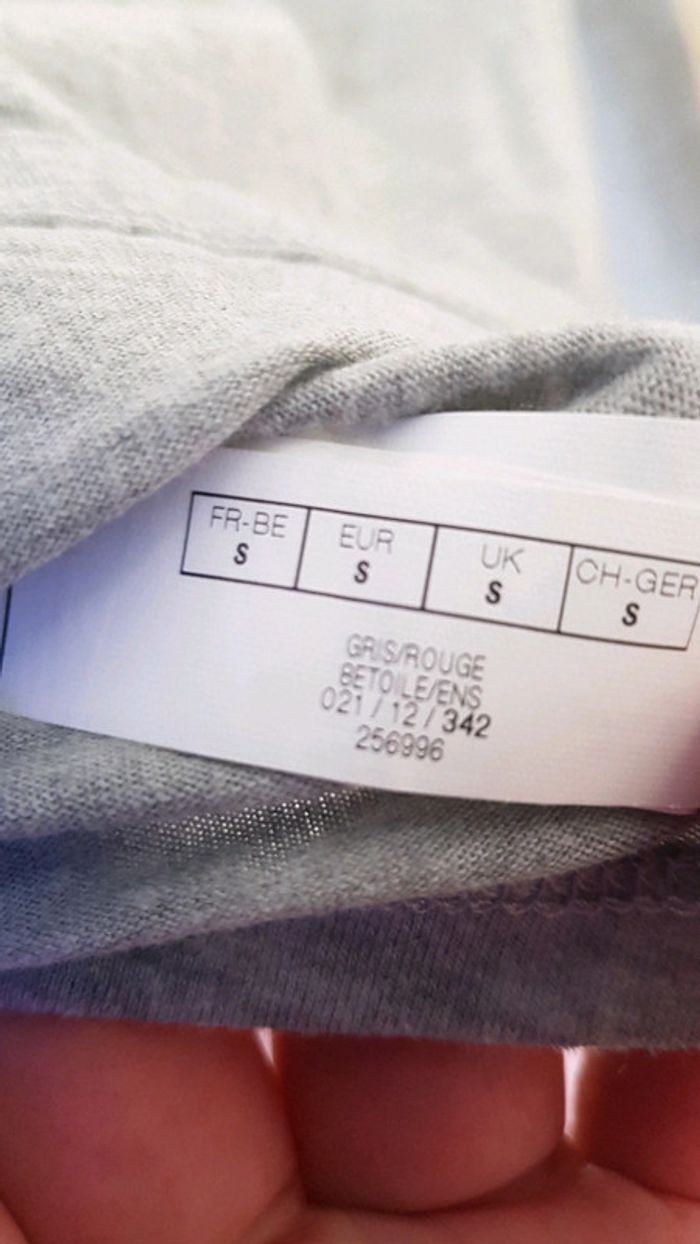 FR-BE EUR UK CH-GER
S S S S
GRIS/ROUGE
BETOILE/ENS
021 / 12 / 342
256996